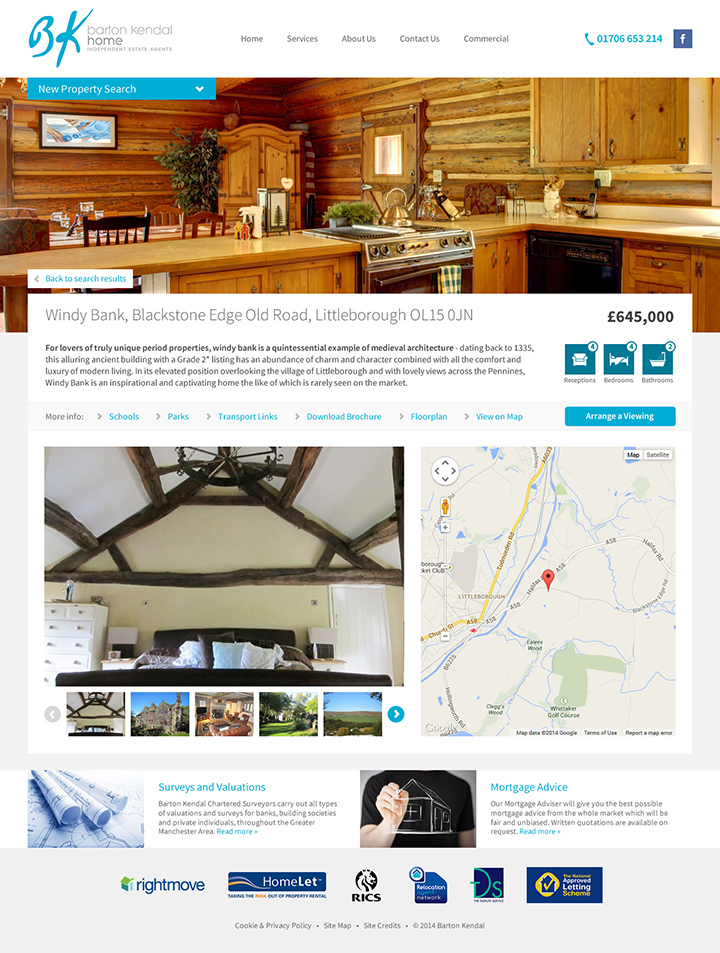 BK barton kendal
home
INDEPENDENT ESTATE AGENTS
Home Services About Us Contact Us Commercial
01706 653 214
f
New Property Search
Back to search results
Windy Bank, Blackstone Edge Old Road, Littleborough OL15 0JN
£645,000
For lovers of truly unique period properties, windy bank is a quintessential example of medieval architecture - dating back to 1335,
this alluring ancient building with a Grade 2* listing has an abundance of charm and character combined with all the comfort and
luxury of modern living. In its elevated position overlooking the village of Littleborough and with lovely views across the Pennines,
Windy Bank is an inspirational and captivating home the like of which is rarely seen on the market.
4 4 2
Receptions Bedrooms Bathrooms
More info: Schools Parks Transport Links Download Brochure Floorplan View on Map
Arrange a Viewing
Map Satellite
A6033
Todmorden Rd
A58
Halifax Rd
Halifax Rd
Blackstone Edge Rd
borough
ket Club
LITTLEBOROUGH
A58
Church St
A58
B6225
Ealees
Wood
Hollingworth Rd
Clegg's
Wood
Whittaker
Golf Course
Google
Map data ©2014 Google Terms of Use Report a map error
Surveys and Valuations
Barton Kendal Chartered Surveyors carry out all types
of valuations and surveys for banks, building societies
and private individuals, throughout the Greater
Manchester Area. Read more »
Mortgage Advice
Our Mortgage Adviser will give you the best possible
mortgage advice from the whole market which will be
fair and unbiased. Written quotations are available on
request. Read more »
rightmove
HomeLet™
TAKING THE RISK OUT OF PROPERTY RENTAL
RICS
Relocation
agent
network
tDs
THE DISPUTE SERVICE
The National
Approved
Letting
Scheme
Cookie & Privacy Policy • Site Map • Site Credits • © 2014 Barton Kendal